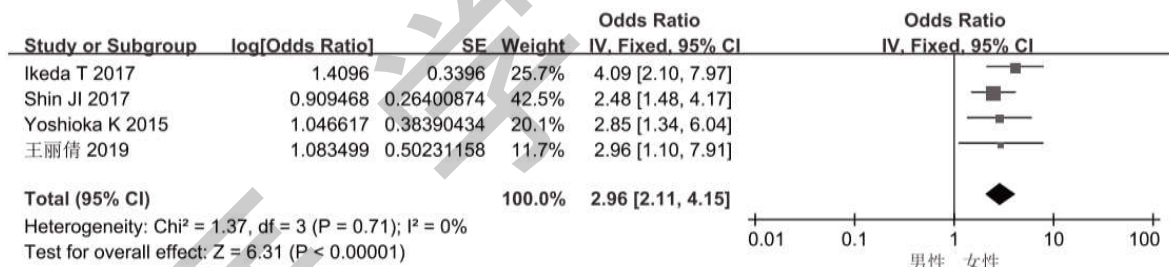 Odds Ratio Odds Ratio
Study or Subgroup log[Odds Ratio] SE Weight IV, Fixed, 95% CI IV, Fixed, 95% CI
Ikeda T 2017 1.4096 0.3396 25.7% 4.09 [2.10, 7.97]
Shin JI 2017 0.909468 0.26400874 42.5% 2.48 [1.48, 4.17]
Yoshioka K 2015 1.046617 0.38390434 20.1% 2.85 [1.34, 6.04]
王丽倩 2019 1.083499 0.50231158 11.7% 2.96 [1.10, 7.91]
Total (95% CI) 100.0% 2.96 [2.11, 4.15]
Heterogeneity: Chi² = 1.37, df = 3 (P = 0.71); I² = 0%
Test for overall effect: Z = 6.31 (P < 0.00001)
0.01 0.1 1 10 100
男性 女性